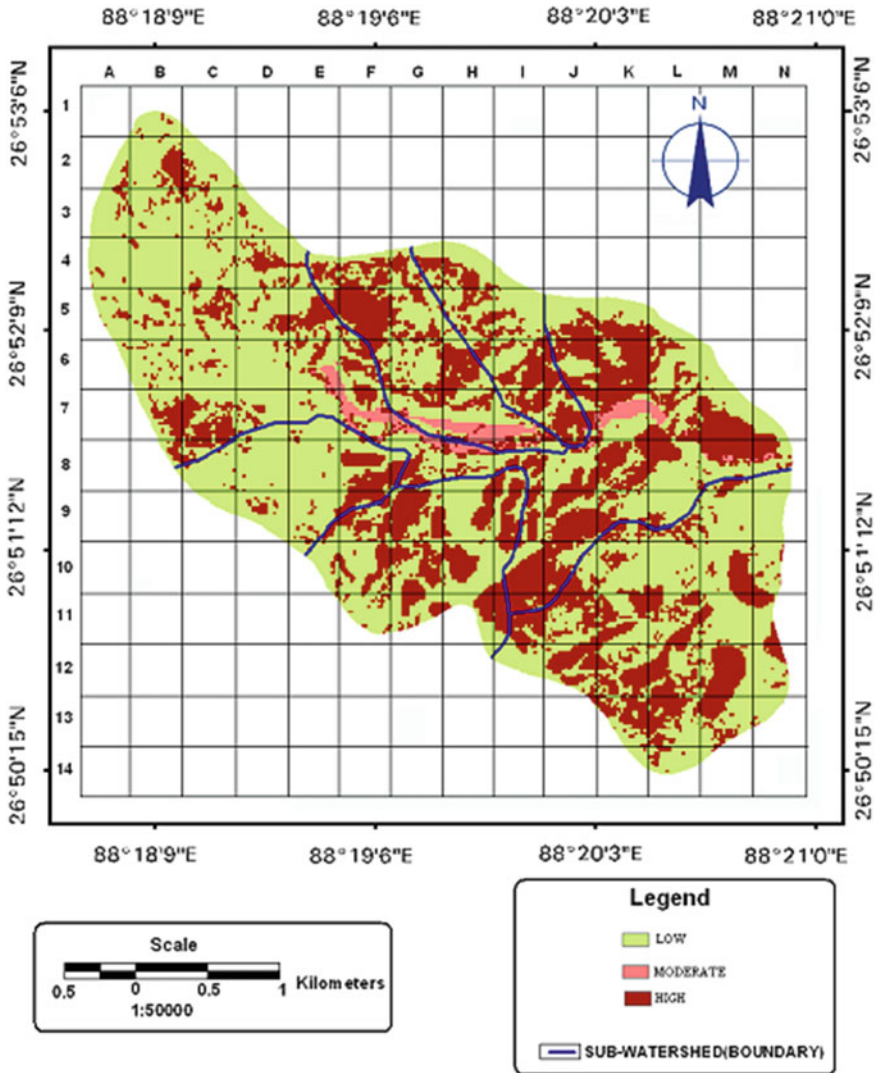 88°18'9"E 88°19'6"E 88°20'3"E 88°21'0"E
A B C D E F G H I J K L M N
26°53'6"N 1 26°53'6"N
N
2
3
4
5
26°52'9"N 26°52'9"N
6
7
8
9
26°51'12"N 26°51'12"N
10
11
12
13
26°50'15"N 14 26°50'15"N
88°18'9"E 88°19'6"E 88°20'3"E 88°21'0"E
Scale
0.5 0 0.5 1 Kilometers
1:50000
Legend
LOW
MODERATE
HIGH
SUB-WATERSHED(BOUNDARY)